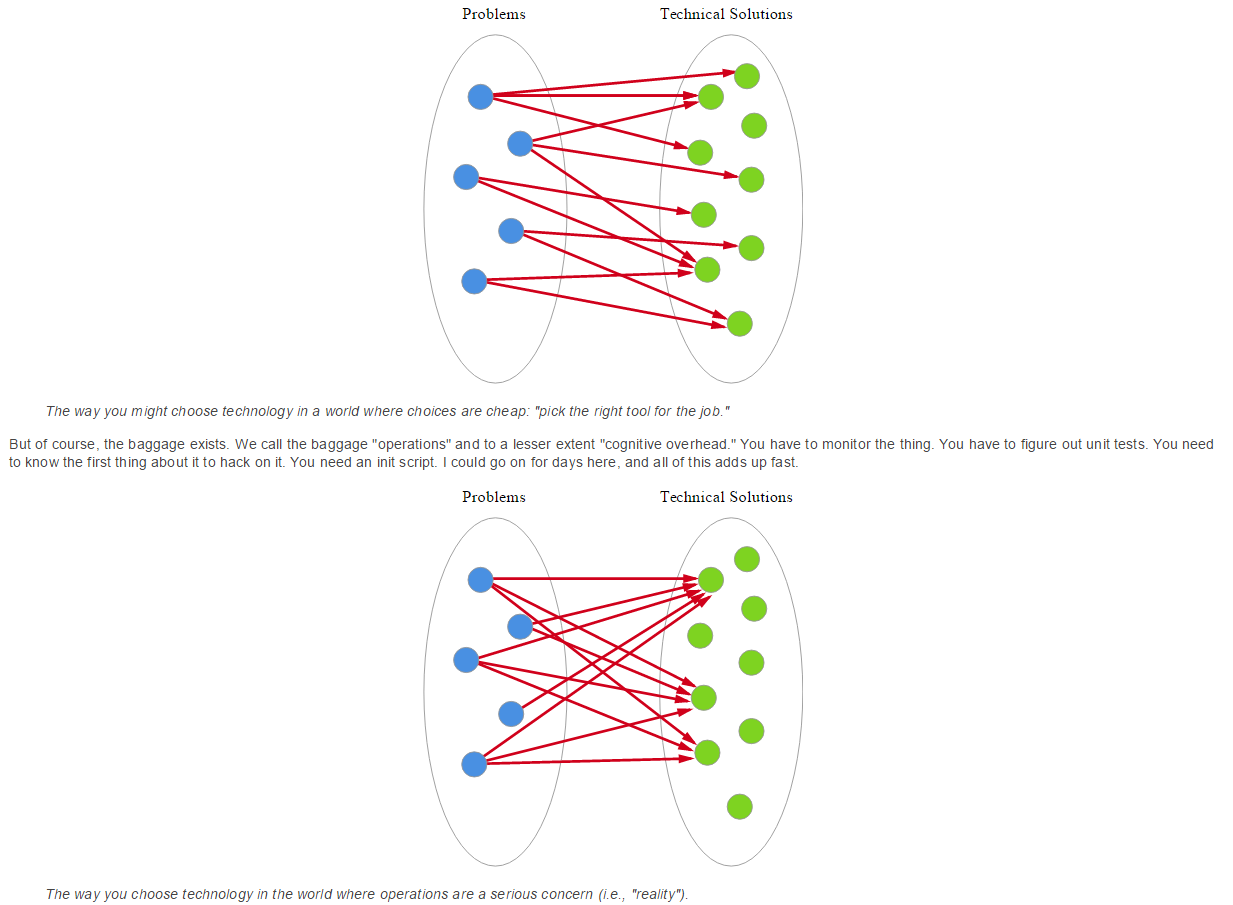 Problems Technical Solutions
The way you might choose technology in a world where choices are cheap: "pick the right tool for the job."
But of course, the baggage exists. We call the baggage "operations" and to a lesser extent "cognitive overhead." You have to monitor the thing. You have to figure out unit tests. You need
to know the first thing about it to hack on it. You need an init script. I could go on for days here, and all of this adds up fast.
Problems Technical Solutions
The way you choose technology in the world where operations are a serious concern (i.e., "reality").